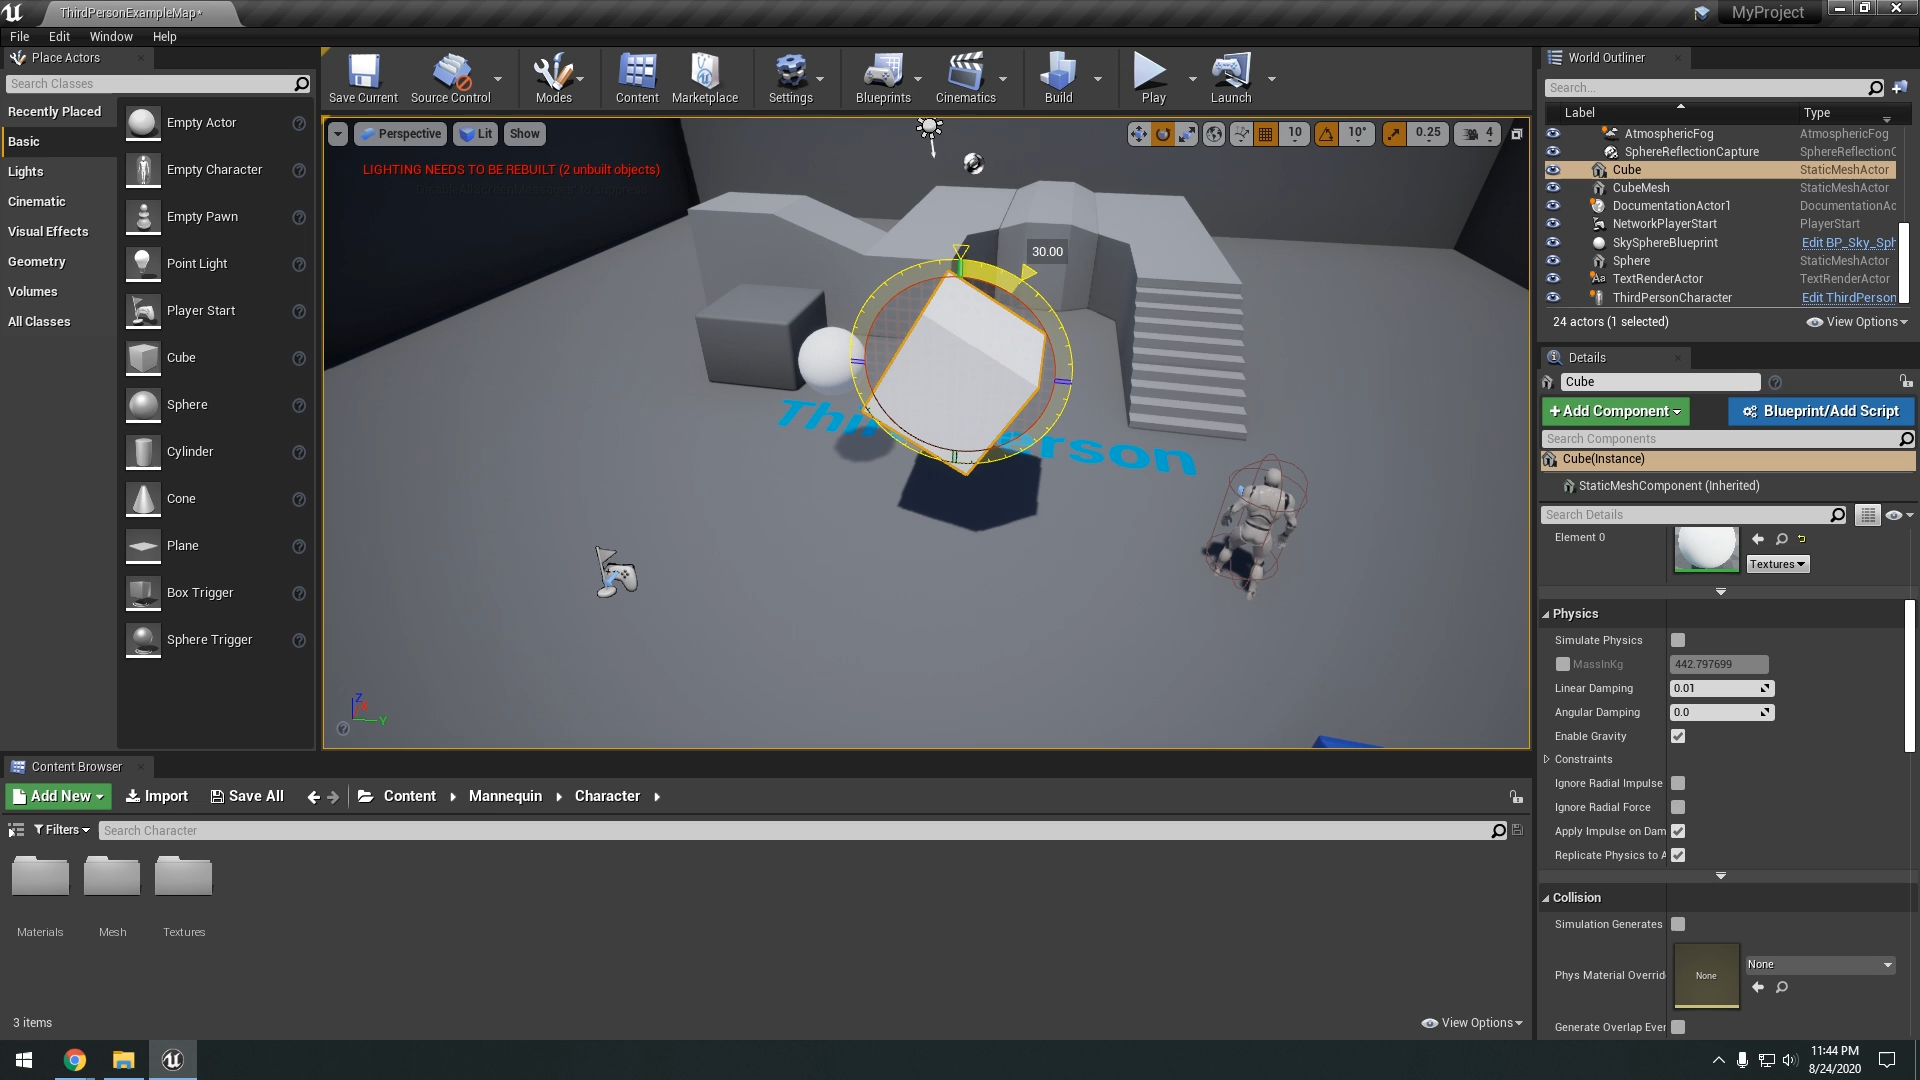 ThirdPersonExampleMap*
MyProject
File Edit Window Help
Place Actors
Search Classes
Recently Placed
Basic
Lights
Cinematic
Visual Effects
Geometry
Volumes
All Classes
Empty Actor
Empty Character
Empty Pawn
Point Light
Player Start
Cube
Sphere
Cylinder
Cone
Plane
Box Trigger
Sphere Trigger
Save Current Source Control Modes Content Marketplace Settings Blueprints Cinematics Build Play Launch
Perspective Lit Show
10 10° 0.25 4
LIGHTING NEEDS TO BE REBUILT (2 unbuilt objects)
'DisableAllScreenMessages' to suppress
30.00
Z
X
Y
World Outliner
Search...
Label Type
AtmosphericFog AtmosphericFog
SphereReflectionCapture SphereReflectionC
Cube StaticMeshActor
CubeMesh StaticMeshActor
DocumentationActor1 DocumentationAc
NetworkPlayerStart PlayerStart
SkySphereBlueprint Edit BP_Sky_Sph
Sphere StaticMeshActor
TextRenderActor TextRenderActor
ThirdPersonCharacter Edit ThirdPerson
24 actors (1 selected) View Options
Details
Cube
+Add Component Blueprint/Add Script
Search Components
Cube(Instance)
StaticMeshComponent (Inherited)
Search Details
Element 0
Textures
Physics
Simulate Physics
MassInKg 442.797699
Linear Damping 0.01
Angular Damping 0.0
Enable Gravity
Constraints
Ignore Radial Impulse
Ignore Radial Force
Apply Impulse on Dam
Replicate Physics to A
Collision
Simulation Generates
Phys Material Overrid None None
Generate Overlap Ever
Content Browser
Add New Import Save All Content Mannequin Character
Filters Search Character
Materials Mesh Textures
3 items View Options
11:44 PM
8/24/2020